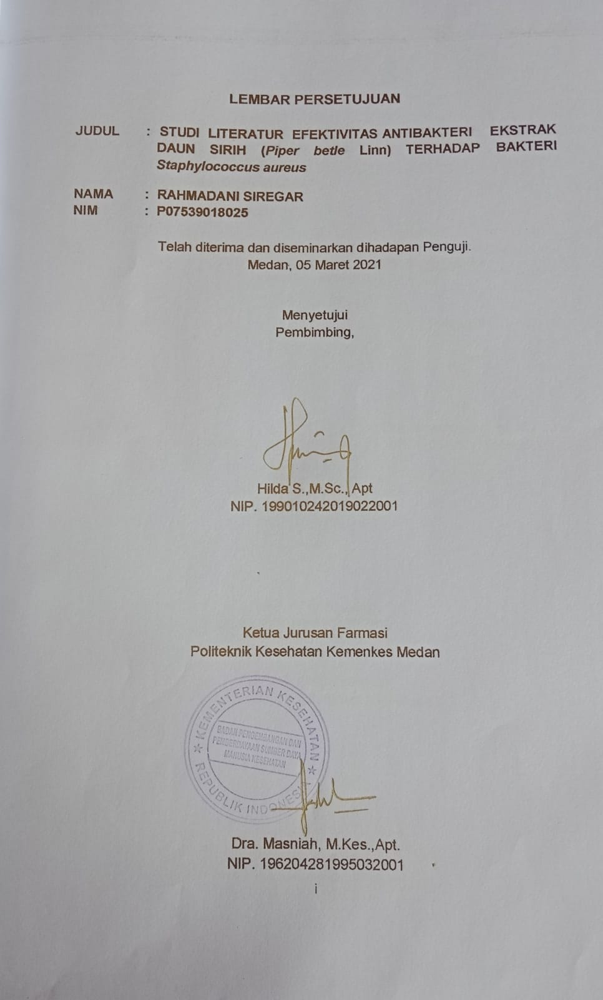 LEMBAR PERSETUJUAN
JUDUL : STUDI LITERATUR EFEKTIVITAS ANTIBAKTERI EKSTRAK
DAUN SIRIH (Piper betle Linn) TERHADAP BAKTERI
Staphylococcus aureus
NAMA : RAHMADANI SIREGAR
NIM : P07539018025
Telah diterima dan diseminarkan dihadapan Penguji.
Medan, 05 Maret 2021
Menyetujui
Pembimbing,
Hilda S.,M.Sc., Apt
NIP. 199010242019022001
Ketua Jurusan Farmasi
Politeknik Kesehatan Kemenkes Medan
KEMENTERIAN KESEHATAN
BADAN PENGEMBANGAN DAN
PEMBERDAYAAN SUMBER DAYA
MANUSIA KESEHATAN
REPUBLIK INDONESIA
Dra. Masniah, M.Kes.,Apt.
NIP. 196204281995032001
i